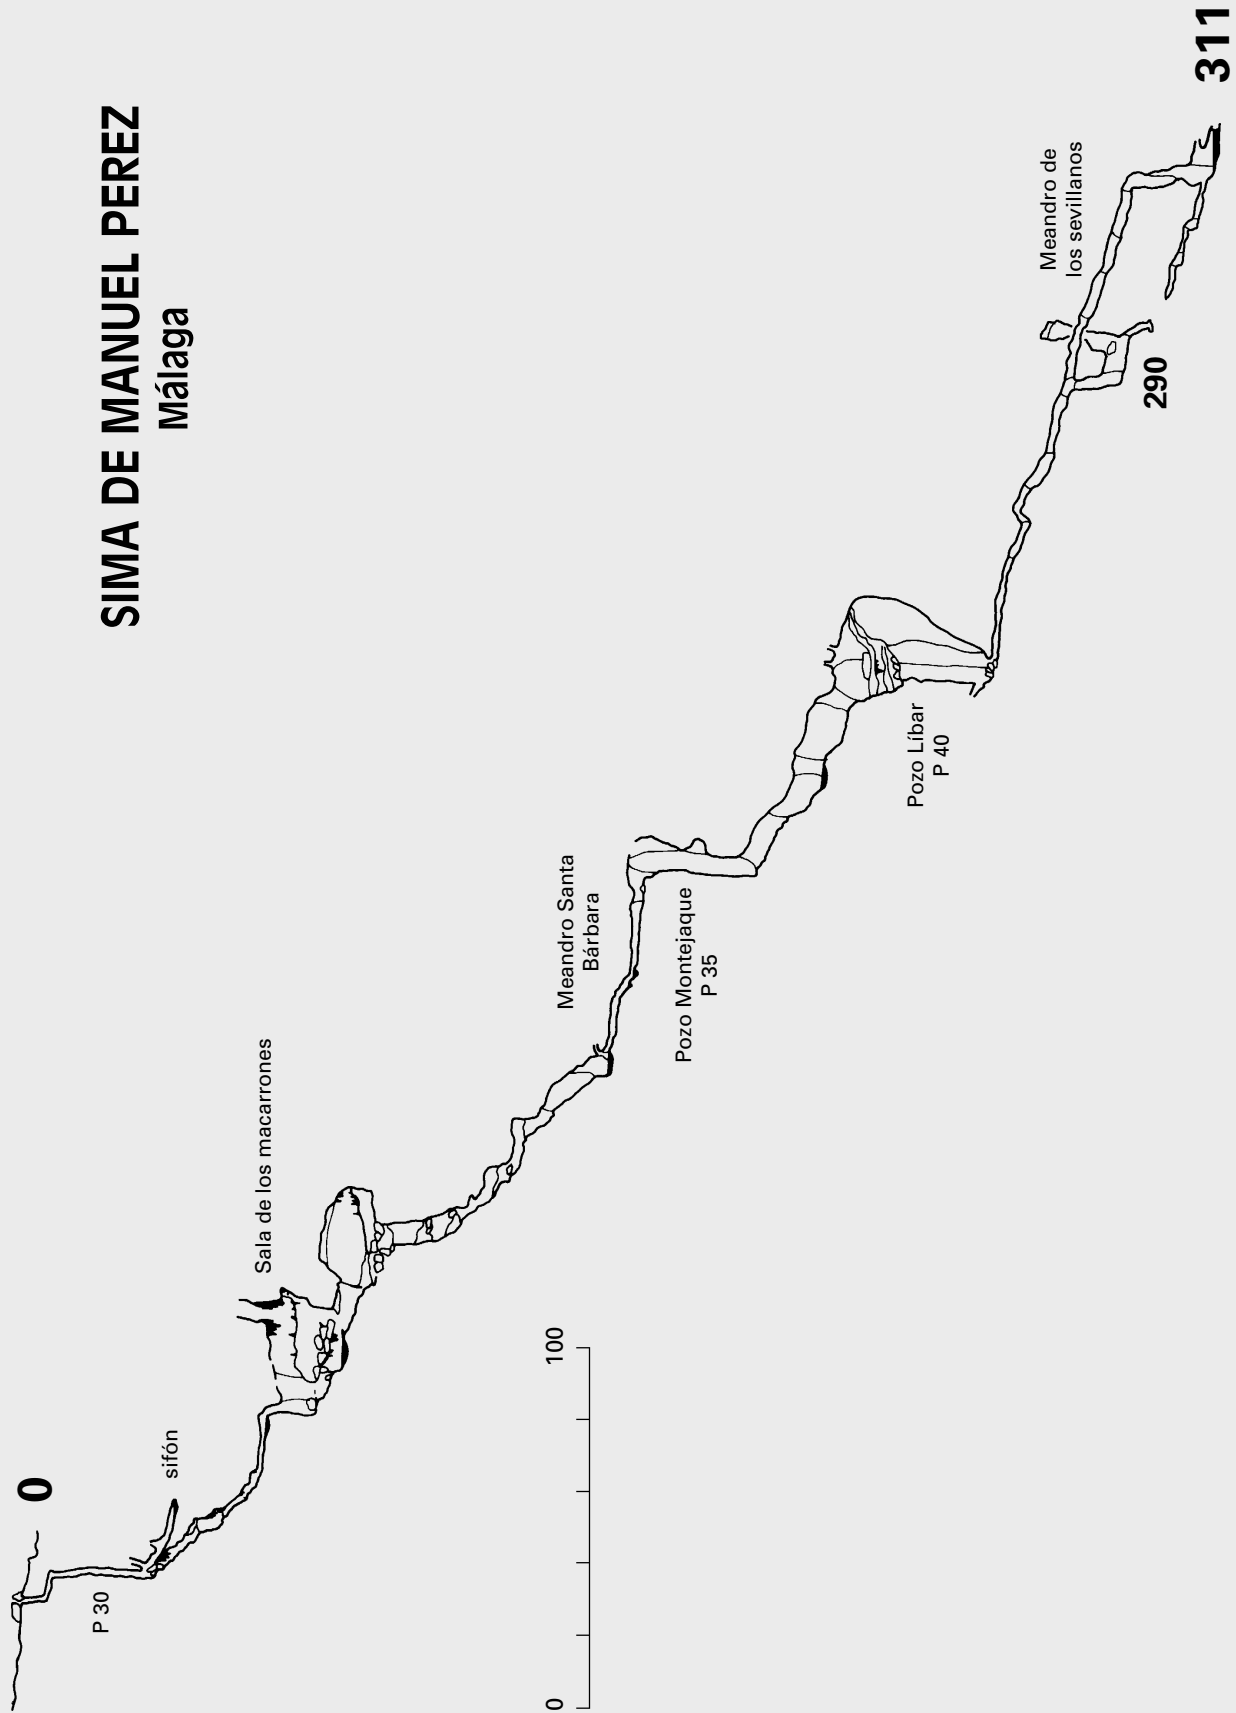 SIMA DE MANUEL PEREZ
Málaga
0
P 30
sifón
Sala de los macarrones
Meandro Santa
Bárbara
Pozo Montejaque
P 35
Pozo Líbar
P 40
Meandro de
los sevillanos
290
311
0
100